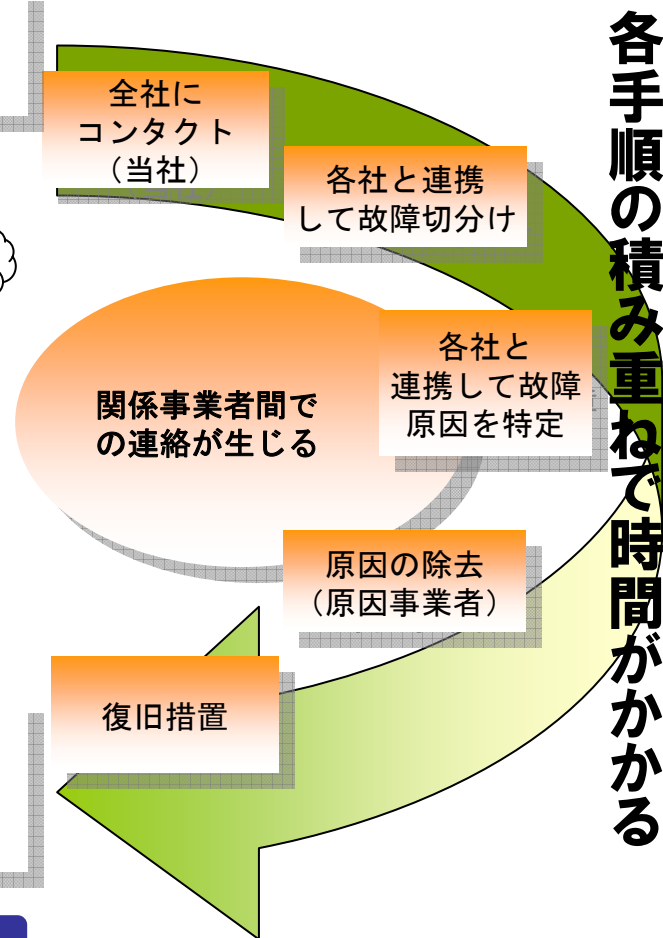 全社に
コンタクト
（当社）
各社と連携
して故障切分け
各社と
連携して故障
原因を特定
関係事業者間で
の連絡が生じる
原因の除去
（原因事業者）
復旧措置
各手順の積み重ねで時間がかかる